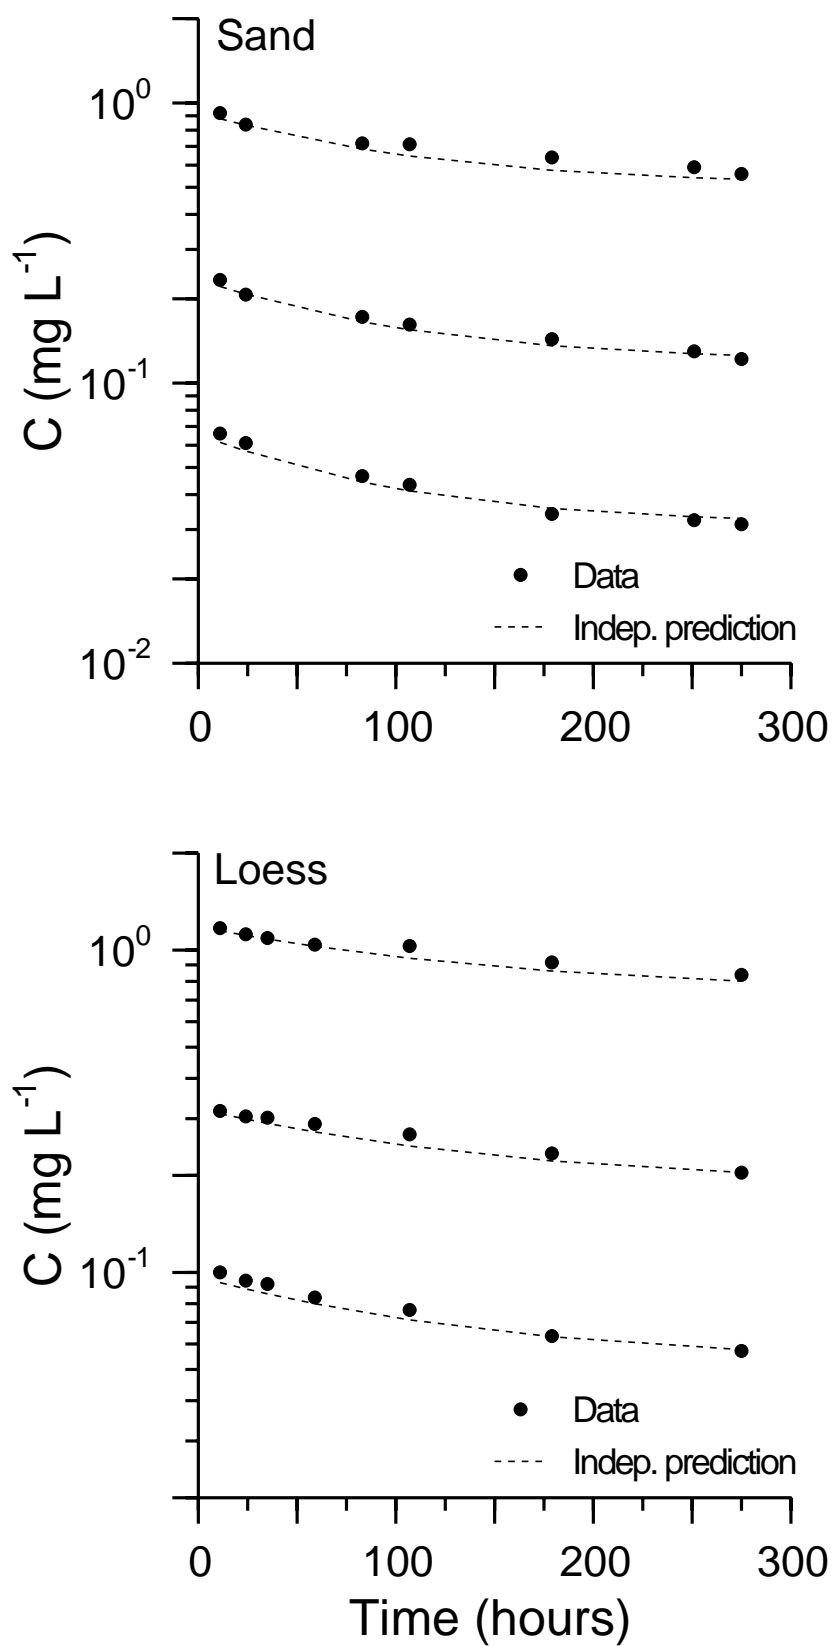 Sand
10^0
10^-1
10^-2
C (mg L^-1)
Data
Indep. prediction
0 100 200 300
Loess
10^0
10^-1
C (mg L^-1)
Data
Indep. prediction
0 100 200 300
Time (hours)